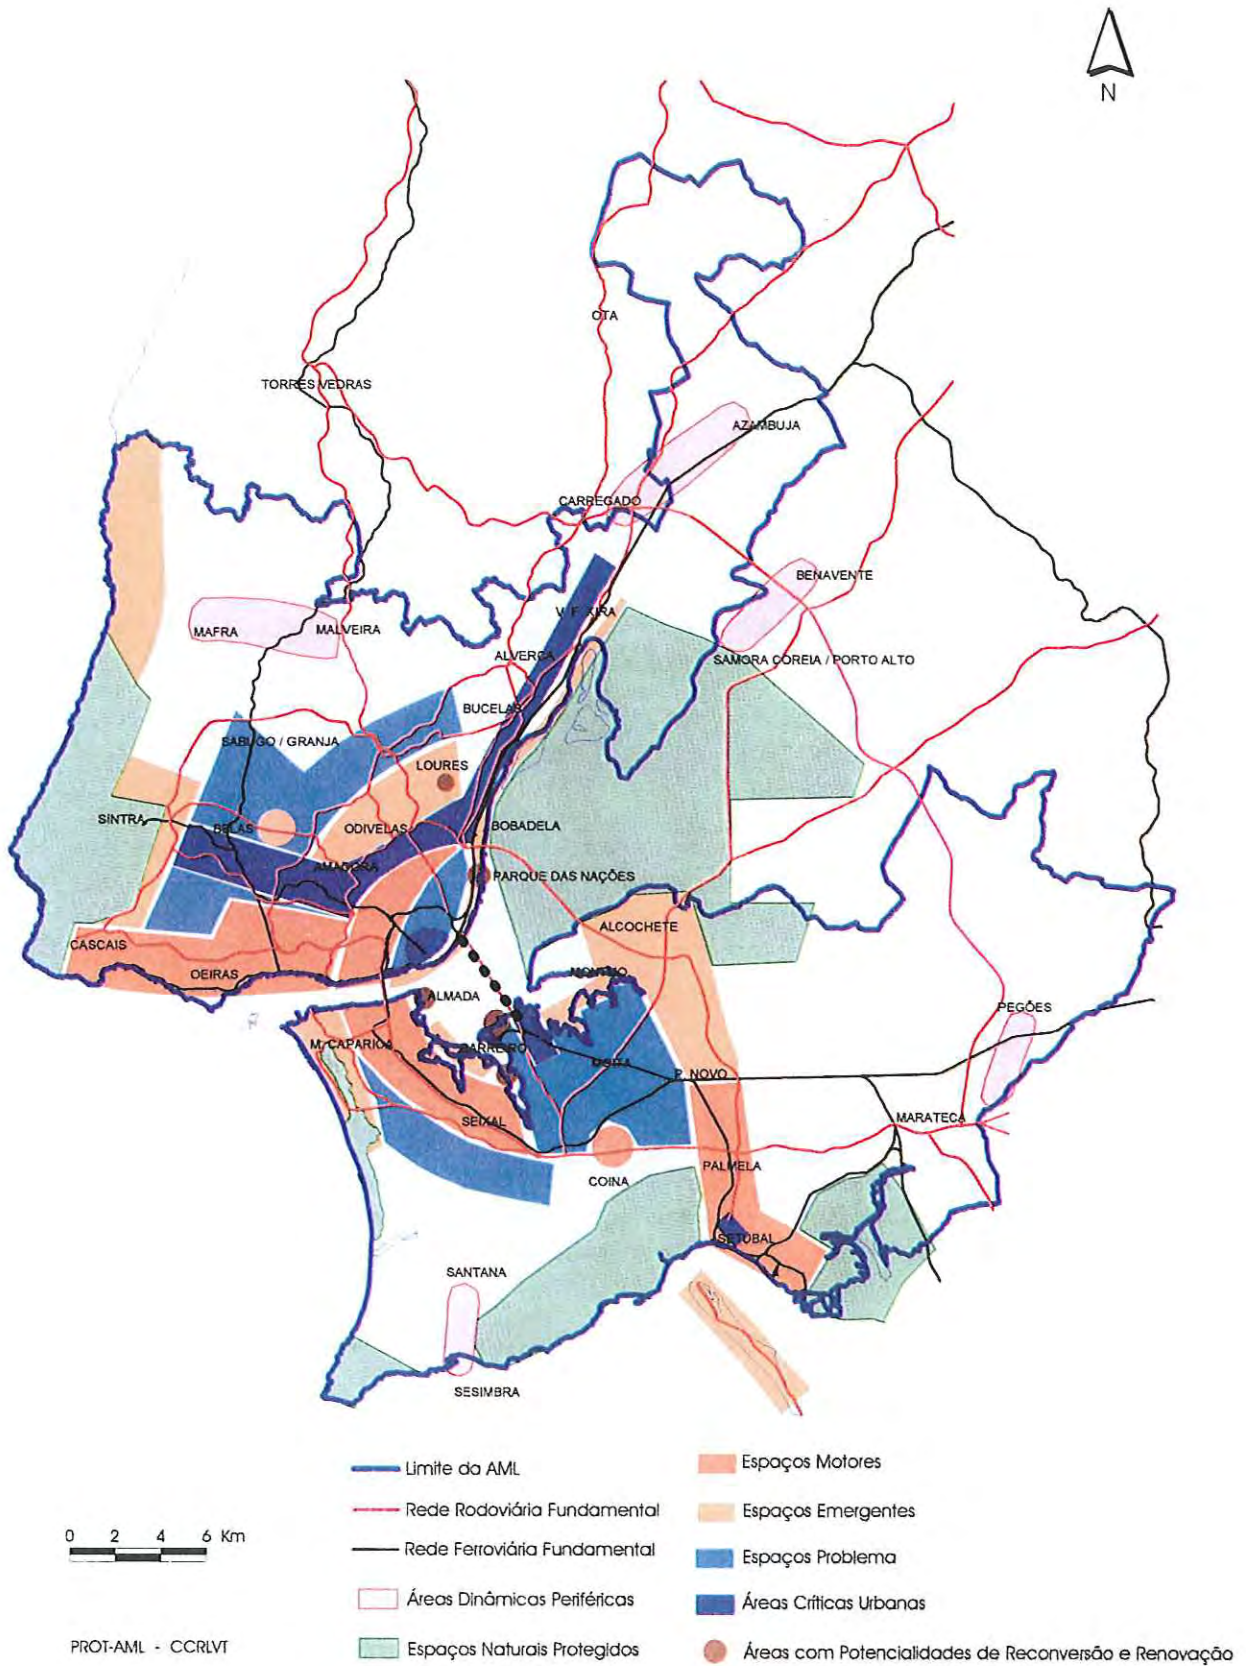 N
OTA
TORRES VEDRAS
AZAMBUJA
CARREGADO
BENAVENTE
V. F. XIRA
MAFRA
MALVEIRA
ALVERCA
SAMORA COREIA / PORTO ALTO
BUCELAS
SABUGO / GRANJA
LOURES
SINTRA
BELAS
ODIVELAS
BOBADELA
AMADORA
PARQUE DAS NAÇÕES
ALCOCHETE
CASCAIS
OEIRAS
MONTIJO
ALMADA
PEGÕES
M. CAPARICA
BARREIRO
MOITA
P. NOVO
SEIXAL
MARATECA
PALMELA
COINA
SETÚBAL
SANTANA
SESIMBRA
Limite da AML
Rede Rodoviária Fundamental
Rede Ferroviária Fundamental
Áreas Dinâmicas Periféricas
Espaços Naturais Protegidos
Espaços Motores
Espaços Emergentes
Espaços Problema
Áreas Críticas Urbanas
Áreas com Potencialidades de Reconversão e Renovação
0 2 4 6 Km
PROT-AML - CCRLVT